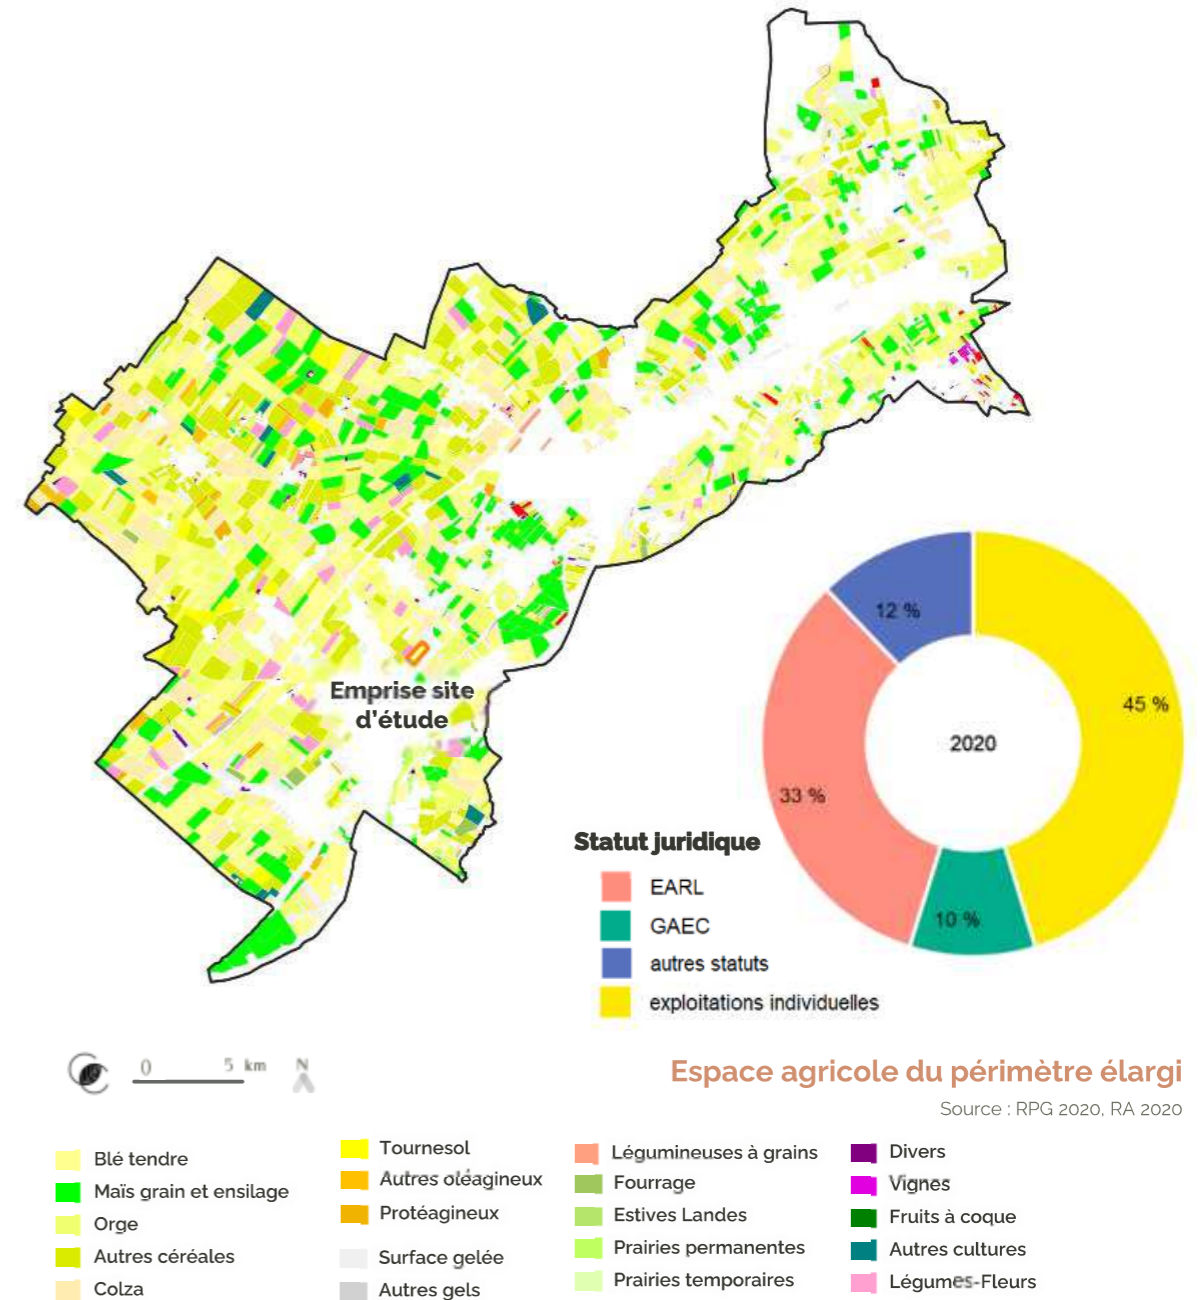 Emprise site
d'étude
12 %
45 %
2020
33 %
10 %
Statut juridique
EARL
GAEC
autres statuts
exploitations individuelles
0 5 km N
Espace agricole du périmètre élargi
Source : RPG 2020, RA 2020
Blé tendre
Maïs grain et ensilage
Orge
Autres céréales
Colza
Tournesol
Autres oléagineux
Protéagineux
Surface gelée
Autres gels
Légumineuses à grains
Fourrage
Estives Landes
Prairies permanentes
Prairies temporaires
Divers
Vignes
Fruits à coque
Autres cultures
Légumes-Fleurs